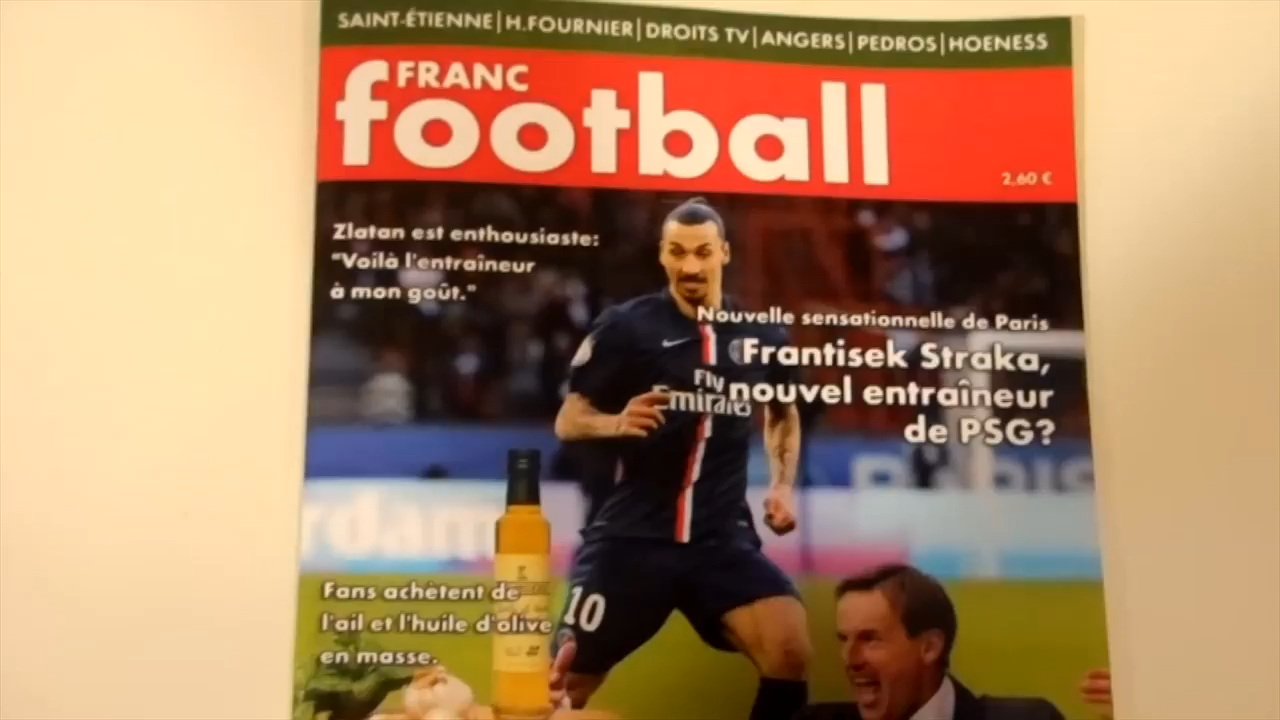 SAINT-ÉTIENNE|H.FOURNIER|DROITS TV|ANGERS|PEDROS|HOENESS
FRANC
football
2,60 €
Zlatan est enthousiaste:
"Voilà l'entraîneur
à mon goût."
Nouvelle sensationnelle de Paris
Frantisek Straka,
nouvel entraîneur
de PSG?
Fly
Emirates
PARIS
rdam
Fans achètent de
l'ail et l'huile d'olive
en masse.
10